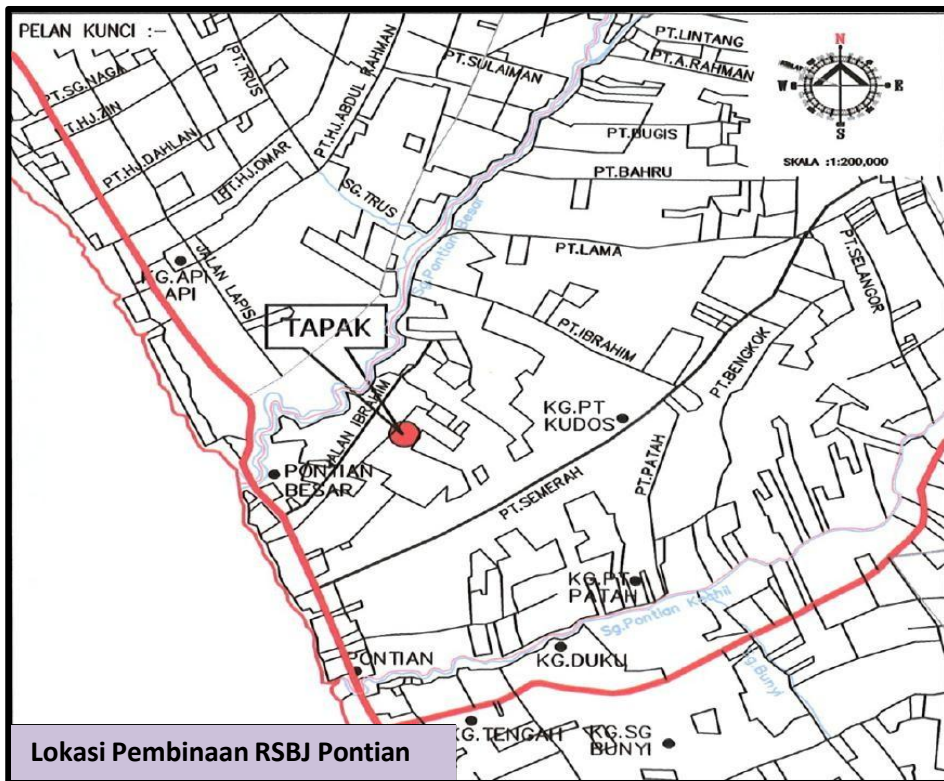 PELAN KUNCI :-
PT.SG.NAGA
PT.TRUS
PT.HJ.ABDUL RAHMAN
PT.SULAIMAN
PT.LINTANG
PT.A.RAHMAN
N
W
E
S
SKALA :1:200,000
T.HJ.ZIN
PT.HJ.DAHLAN
PT.HJ.OMAR
PT.BUGIS
PT.BAHRU
SG.TRUS
Sg.Pontian Besar
PT.LAMA
PT.SELANGOR
KG.API
API
JALAN LAPIS
TAPAK
PT.IBRAHIM
PT.BENGKOK
JALAN IBRAHIM
KG.PT
KUDOS
PONTIAN
BESAR
PT.SEMERAH
PT.PATAH
KG.PT
PATAH
Sg.Pontian Kechil
PONTIAN
KG.DUKU
Sg.Bunyi
KG.TENGAH
KG.SG
BUNYI
Lokasi Pembinaan RSBJ Pontian